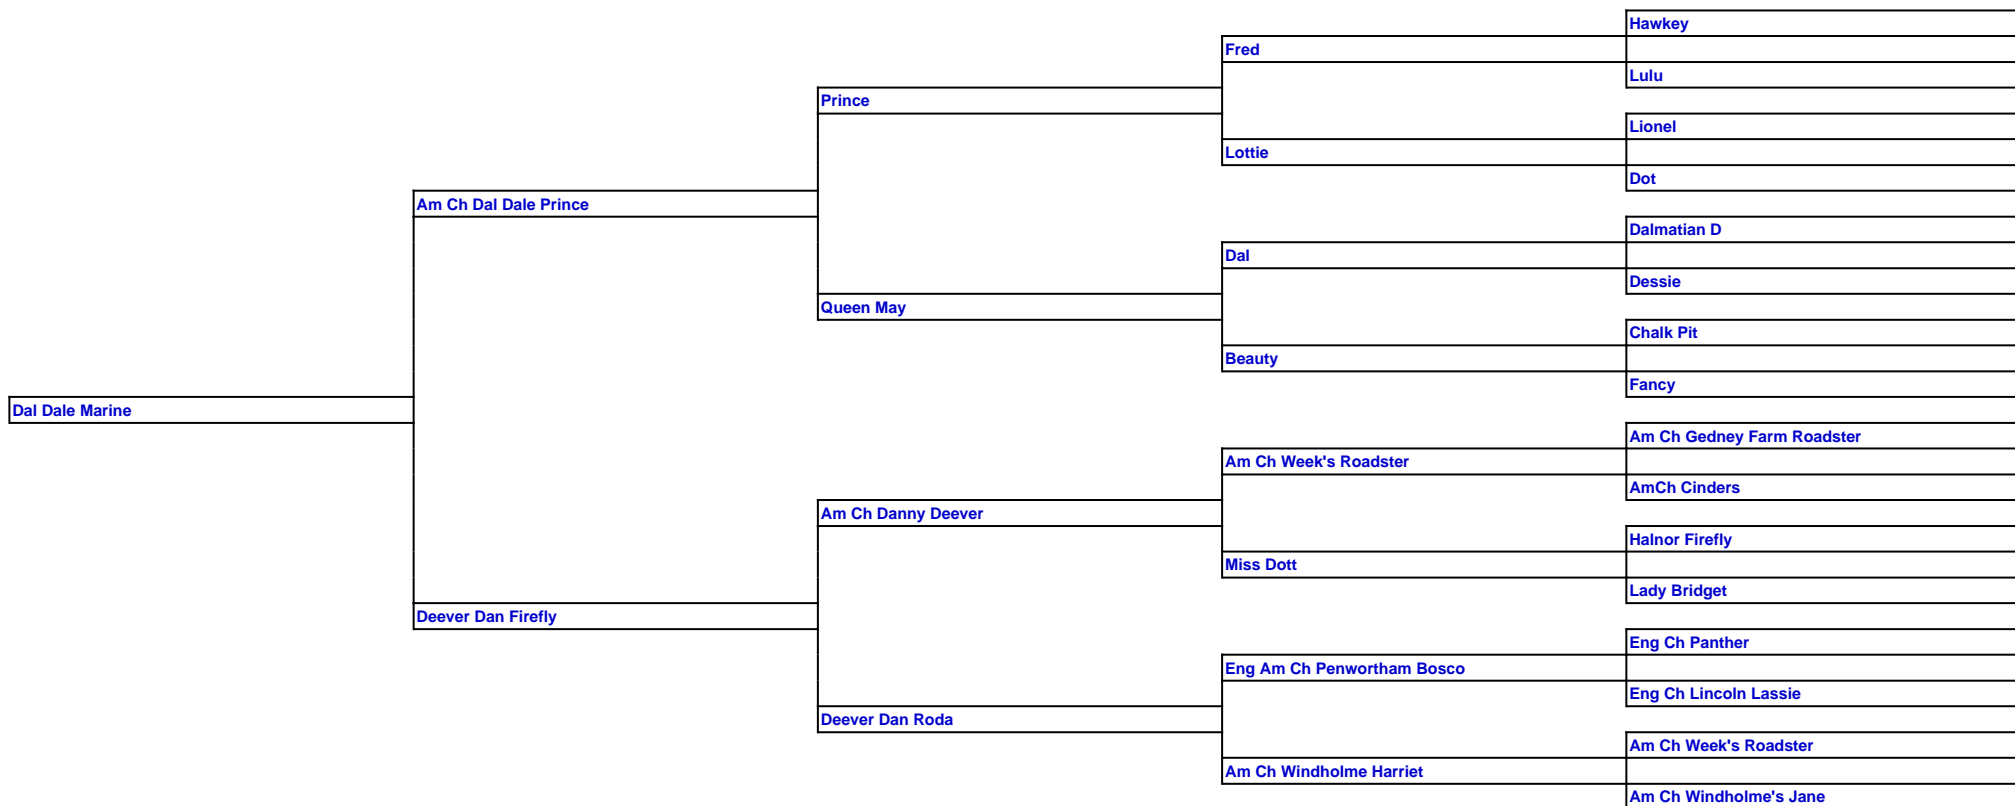 Hawkey
Fred
Lulu
Prince
Lionel
Lottie
Dot
Am Ch Dal Dale Prince
Dalmatian D
Dal
Dessie
Queen May
Chalk Pit
Beauty
Fancy
Dal Dale Marine
Am Ch Gedney Farm Roadster
Am Ch Week's Roadster
AmCh Cinders
Am Ch Danny Deever
Halnor Firefly
Miss Dott
Lady Bridget
Deever Dan Firefly
Eng Ch Panther
Eng Am Ch Penwortham Bosco
Eng Ch Lincoln Lassie
Deever Dan Roda
Am Ch Week's Roadster
Am Ch Windholme Harriet
Am Ch Windholme's Jane